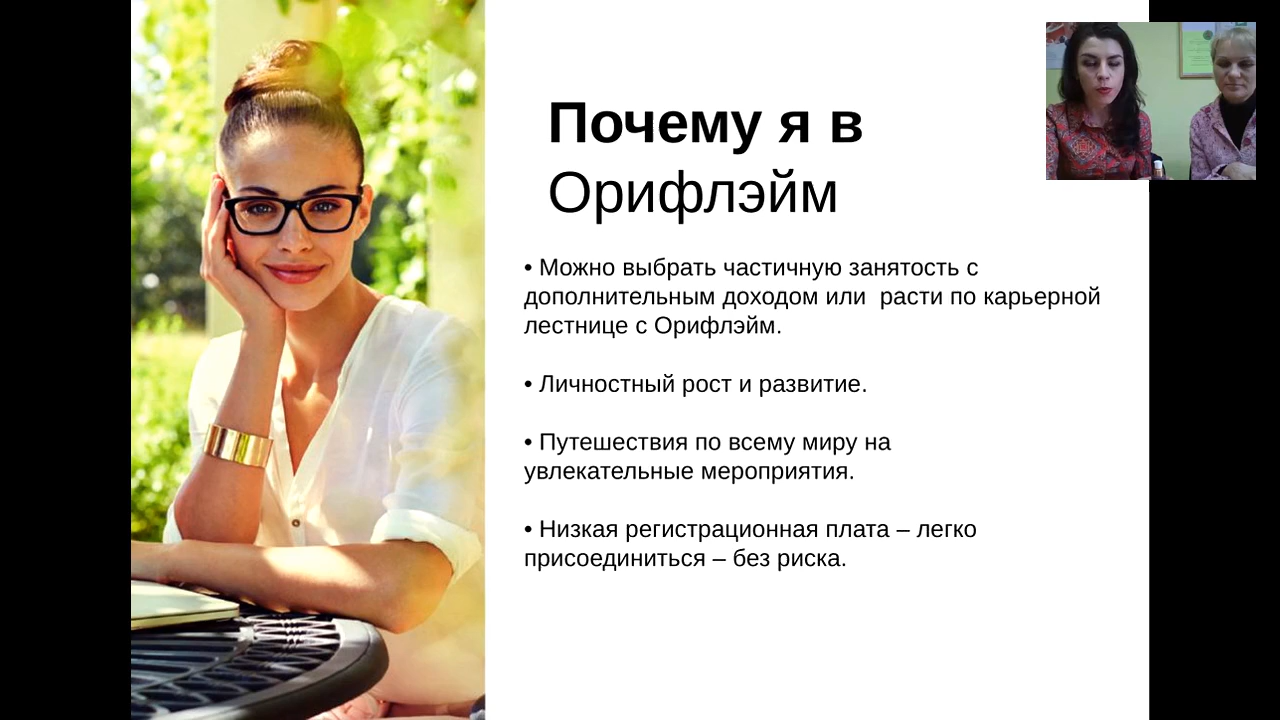 Почему я в
Орифлэйм
• Можно выбрать частичную занятость с
дополнительным доходом или  расти по карьерной
лестнице с Орифлэйм.
• Личностный рост и развитие.
• Путешествия по всему миру на
увлекательные мероприятия.
• Низкая регистрационная плата – легко
присоединиться – без риска.